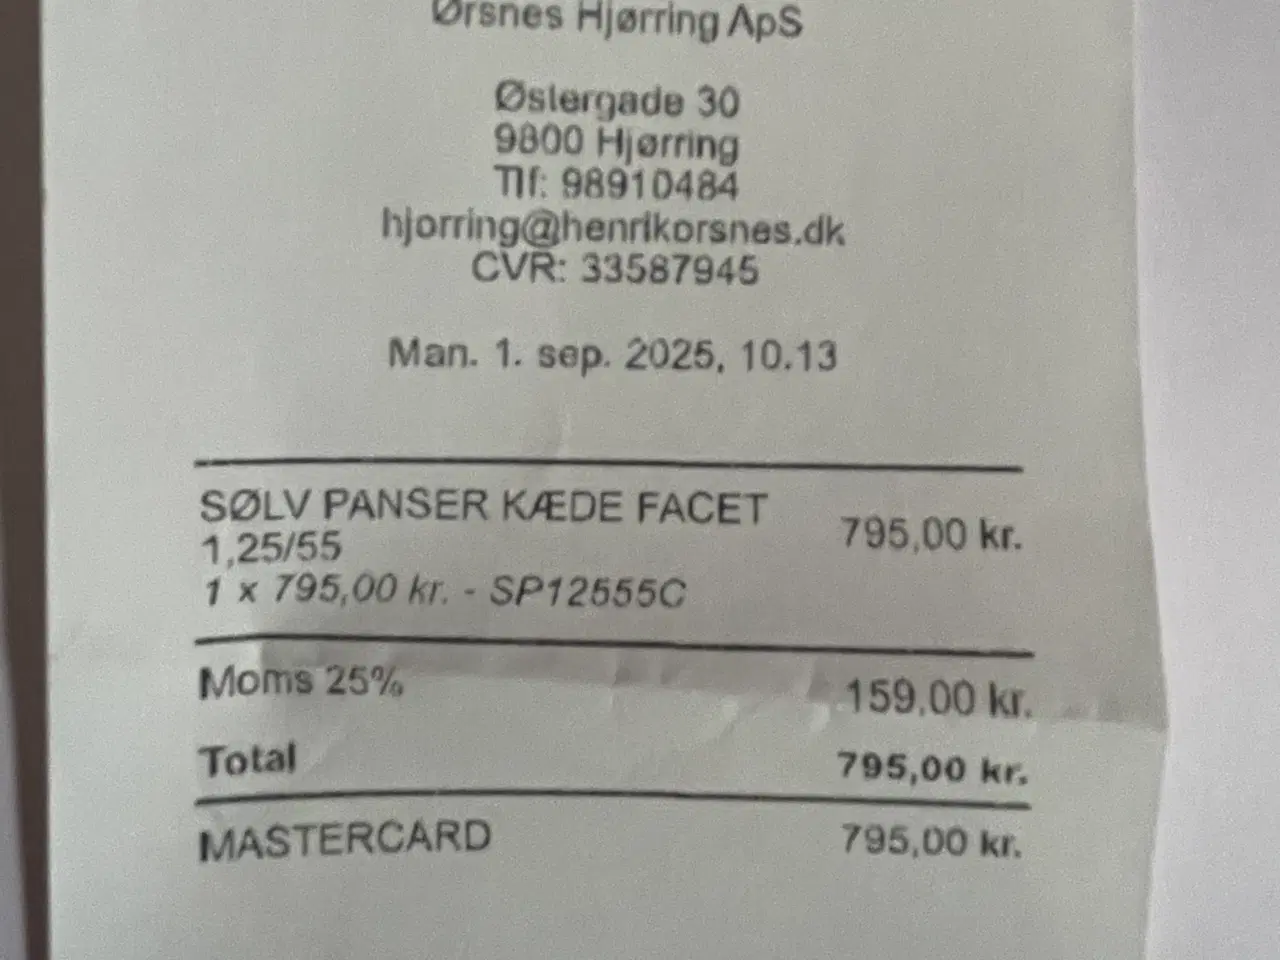 Ørsnes Hjørring ApS
Østergade 30
9800 Hjørring
Tlf: 98910484
hjorring@henrikorsnes.dk
CVR: 33587945
Man. 1. sep. 2025, 10.13
SØLV PANSER KÆDE FACET 795,00 kr.
1,25/55
1 x 795,00 kr. - SP12555C
Moms 25% 159,00 kr.
Total 795,00 kr.
MASTERCARD 795,00 kr.